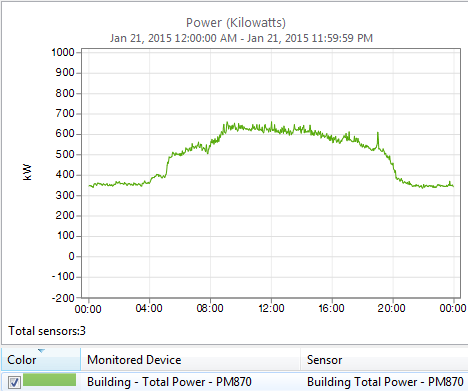 Power (Kilowatts)
Jan 21, 2015 12:00:00 AM - Jan 21, 2015 11:59:59 PM
1000
900
800
700
600
500
400
300
200
100
0
-100
-200
kW
00:00 04:00 08:00 12:00 16:00 20:00 00:00
Total sensors:3
Color Monitored Device Sensor
Building - Total Power - PM870 Building Total Power - PM870